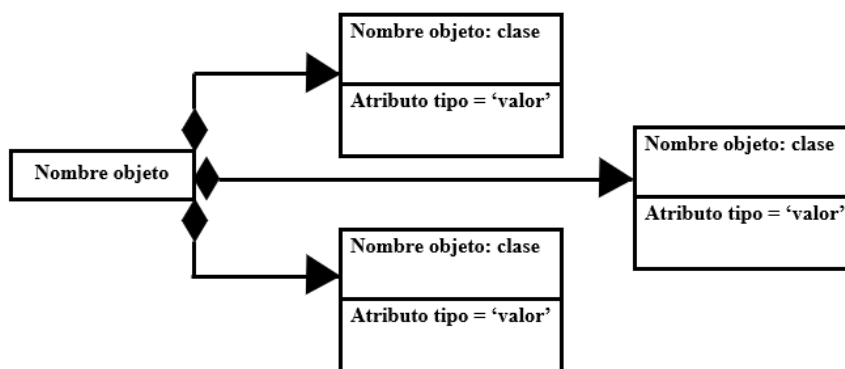 Nombre objeto: clase
Atributo tipo = ‘valor’
Nombre objeto: clase
Nombre objeto
Atributo tipo = ‘valor’
Nombre objeto: clase
Atributo tipo = ‘valor’